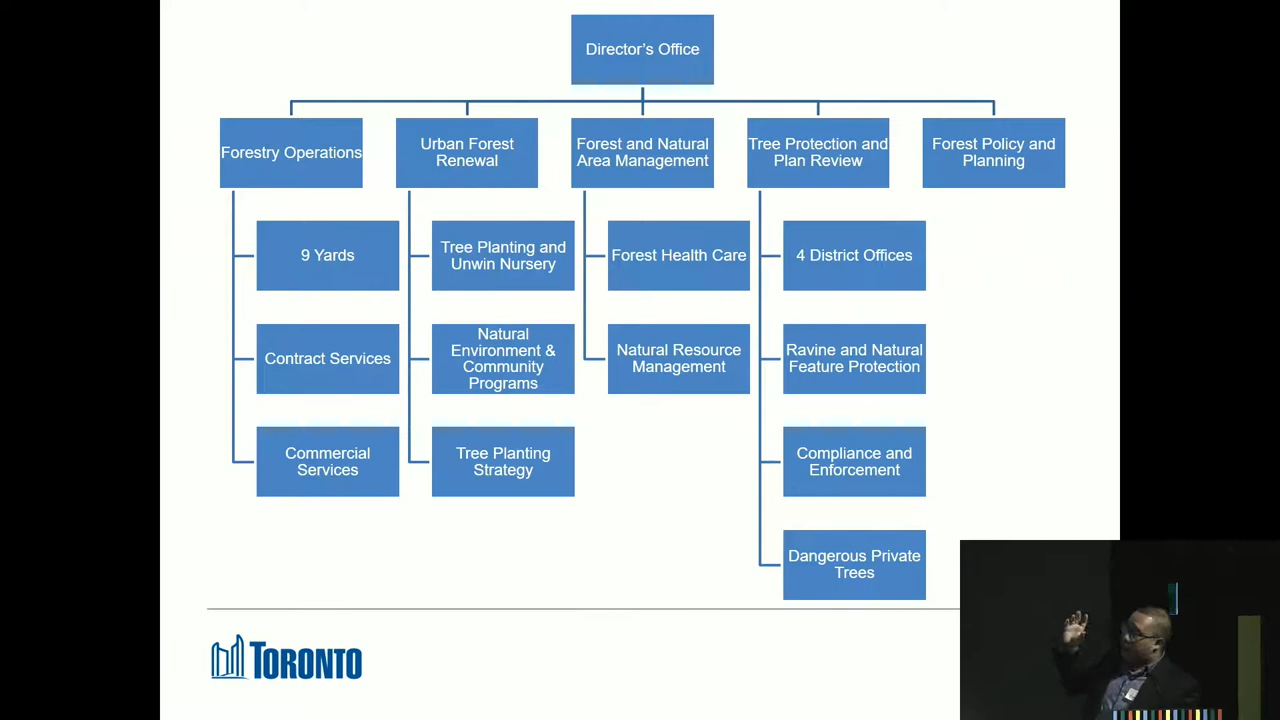 Director's Office
Forestry Operations
Urban Forest
Renewal
Forest and Natural
Area Management
Tree Protection and
Plan Review
Forest Policy and
Planning
9 Yards
Tree Planting and
Unwin Nursery
Forest Health Care
4 District Offices
Contract Services
Natural
Environment &
Community
Programs
Natural Resource
Management
Ravine and Natural
Feature Protection
Commercial
Services
Tree Planting
Strategy
Compliance and
Enforcement
Dangerous Private
Trees
TORONTO